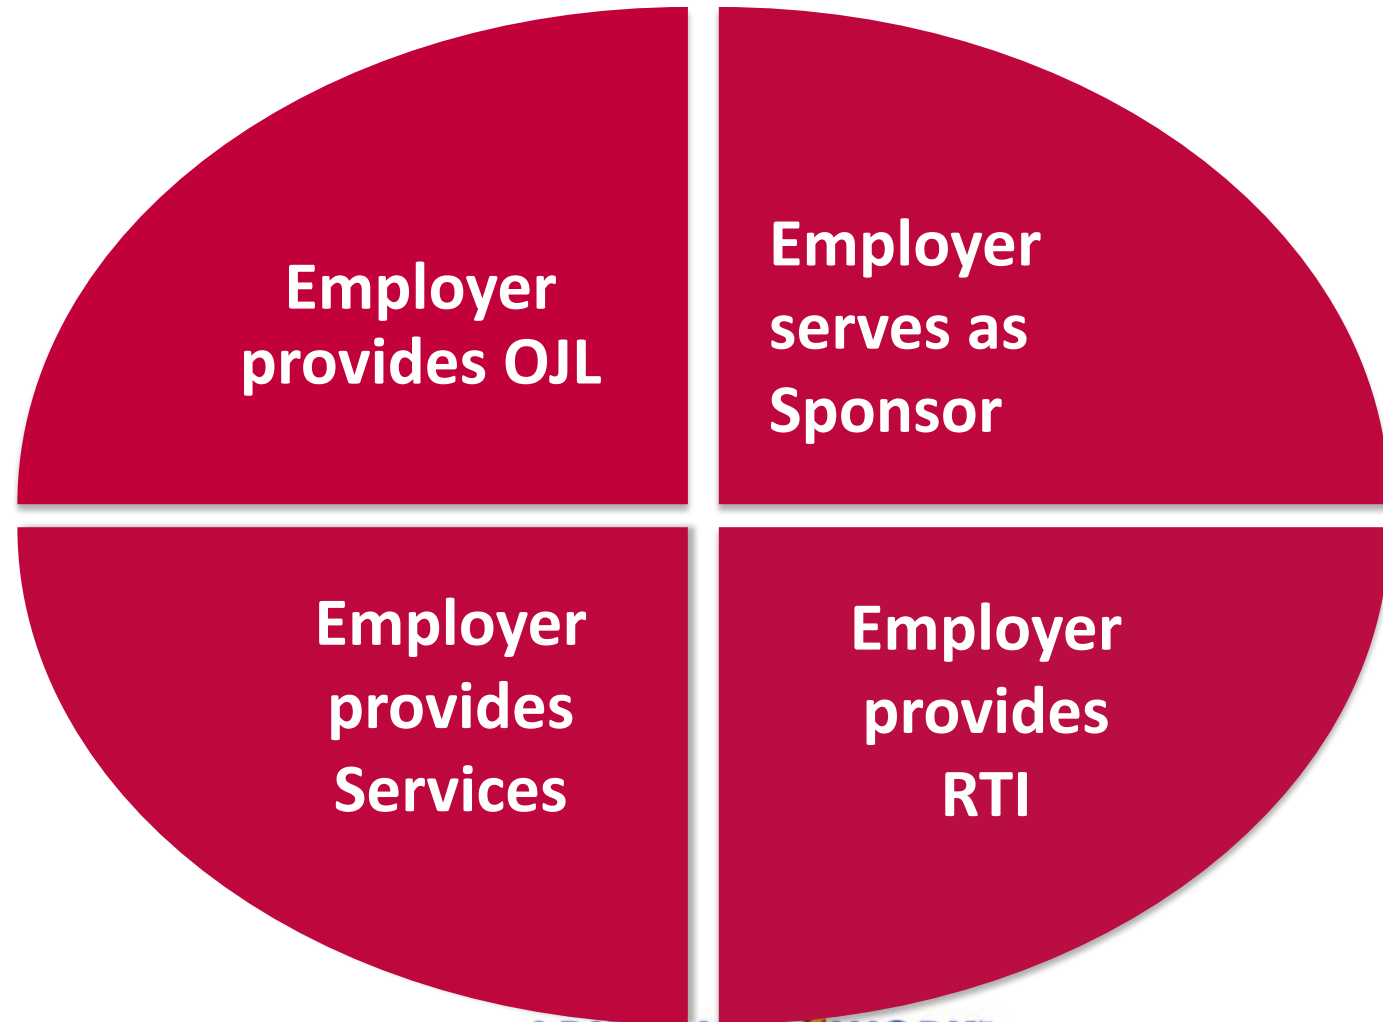 Employer
provides OJL
Employer
serves as
Sponsor
Employer
provides
Services
Employer
provides
RTI